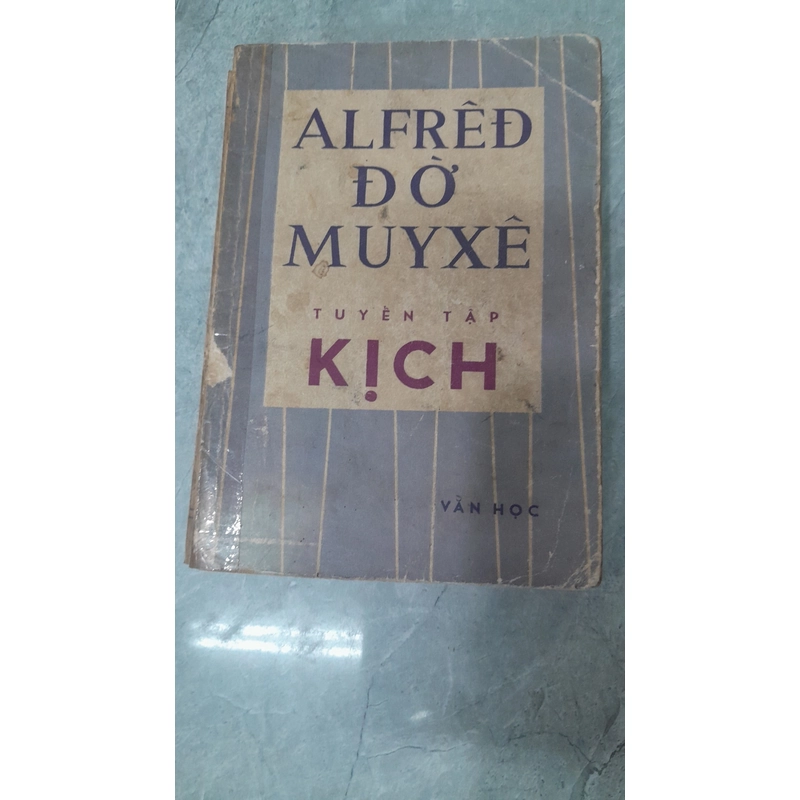 ALFRÊĐ
ĐỜ
MUYXÊ
TUYỂN TẬP
KỊCH
VĂN HỌC